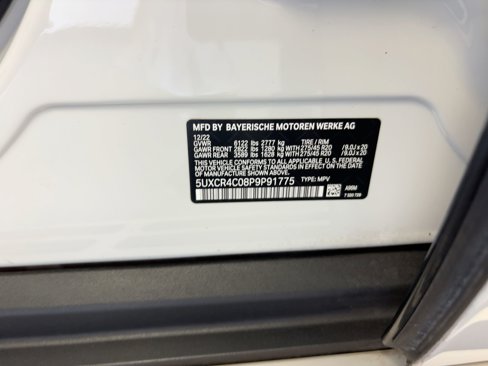 MFD BY BAYERISCHE MOTOREN WERKE AG
12/22
GVWR 6122 lbs 2777 kg TIRE / RIM
GAWR FRONT 2822 lbs 1280 kg WITH 275/45 R20 /9.0J x 20
GAWR REAR 3589 lbs 1628 kg WITH 275/45 R20 /9.0J x 20
THIS VEHICLE CONFORMS TO ALL APPLICABLE U.S. FEDERAL
MOTOR VEHICLE SAFETY STANDARDS IN EFFECT ON THE DATE OF
MANUFACTURE SHOWN ABOVE.
5UXCR4C08P9P91775 TYPE: MPV